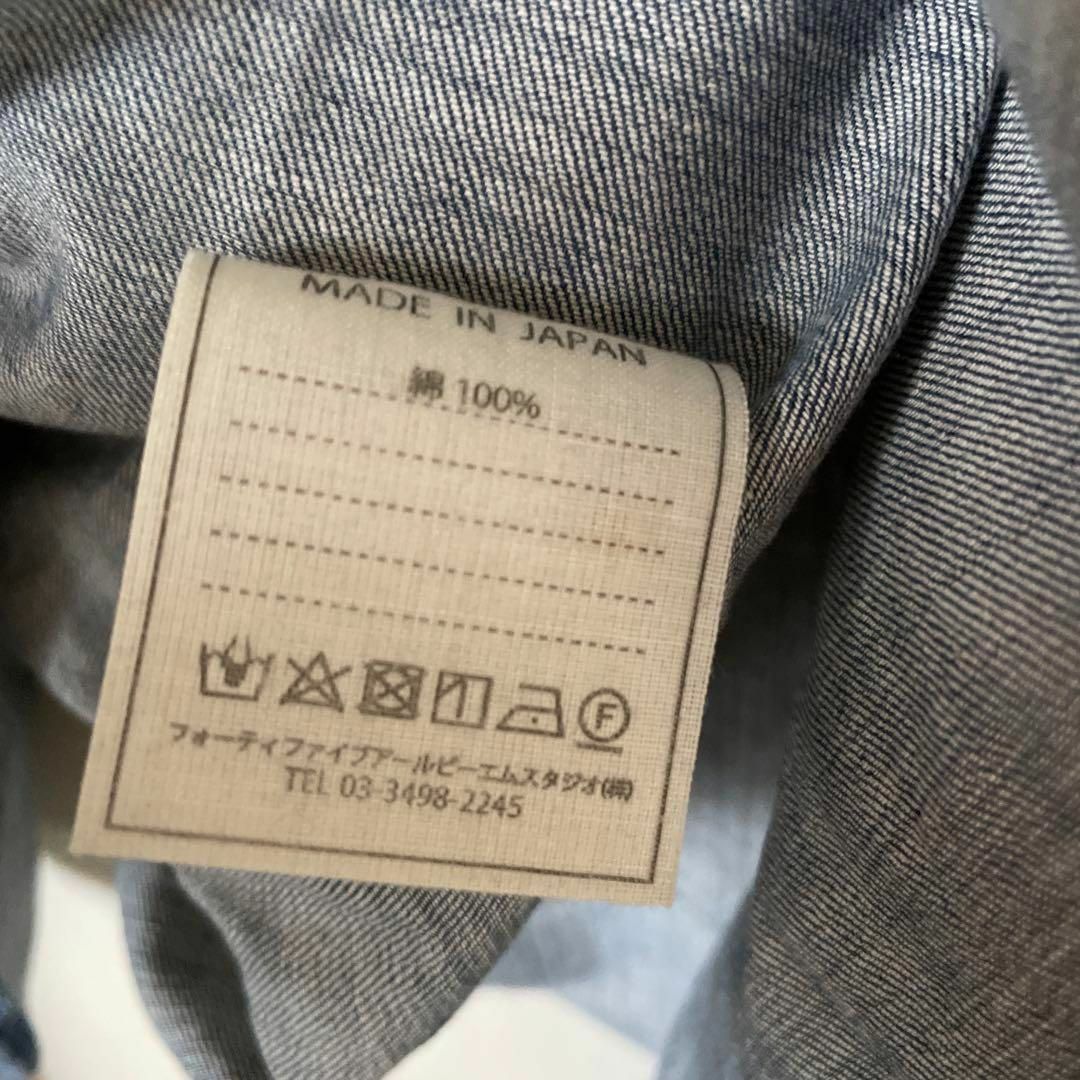 MADE IN JAPAN
綿 100%
F
フォーティファイブアールピーエムスタジオ(株)
TEL 03-3498-2245